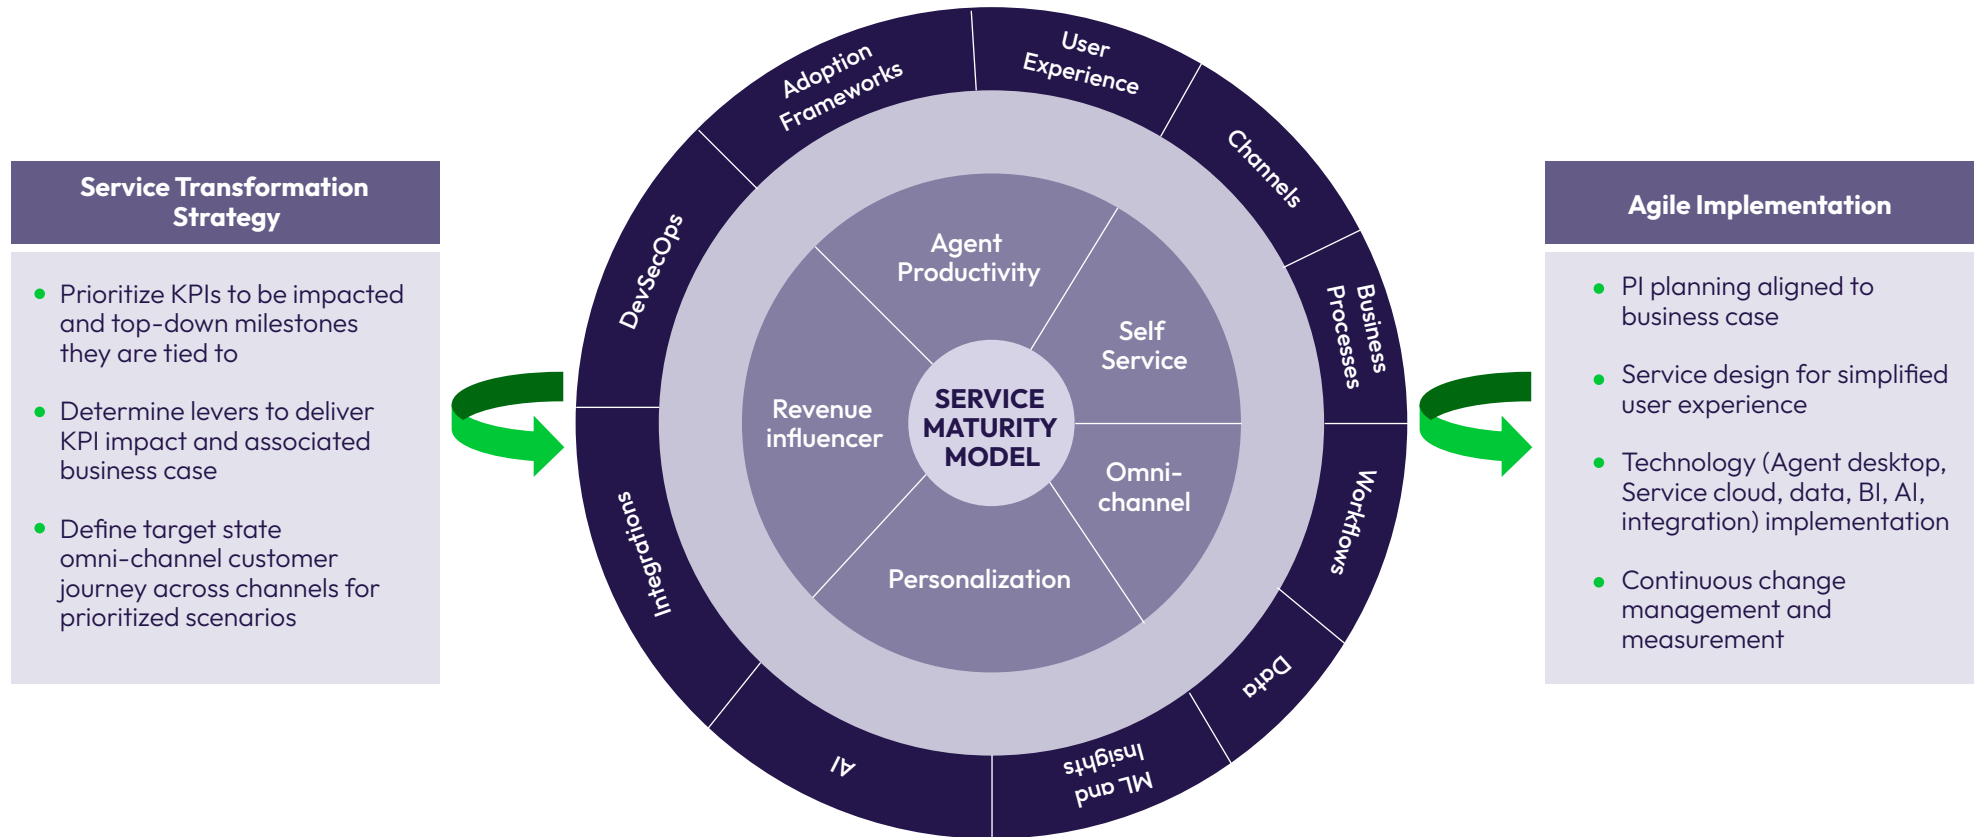 Service Transformation
Strategy
Prioritize KPIs to be impacted
and top-down milestones
they are tied to
Determine levers to deliver
KPI impact and associated
business case
Define target state
omni-channel customer
journey across channels for
prioritized scenarios
Adoption
Frameworks
User
Experience
Channels
Business
Processes
Workflows
Data
ML and
Insights
AI
Integrations
DevSecOps
Agent
Productivity
Self
Service
Omni-
channel
Personalization
Revenue
influencer
SERVICE
MATURITY
MODEL
Agile Implementation
PI planning aligned to
business case
Service design for simplified
user experience
Technology (Agent desktop,
Service cloud, data, BI, AI,
integration) implementation
Continuous change
management and
measurement